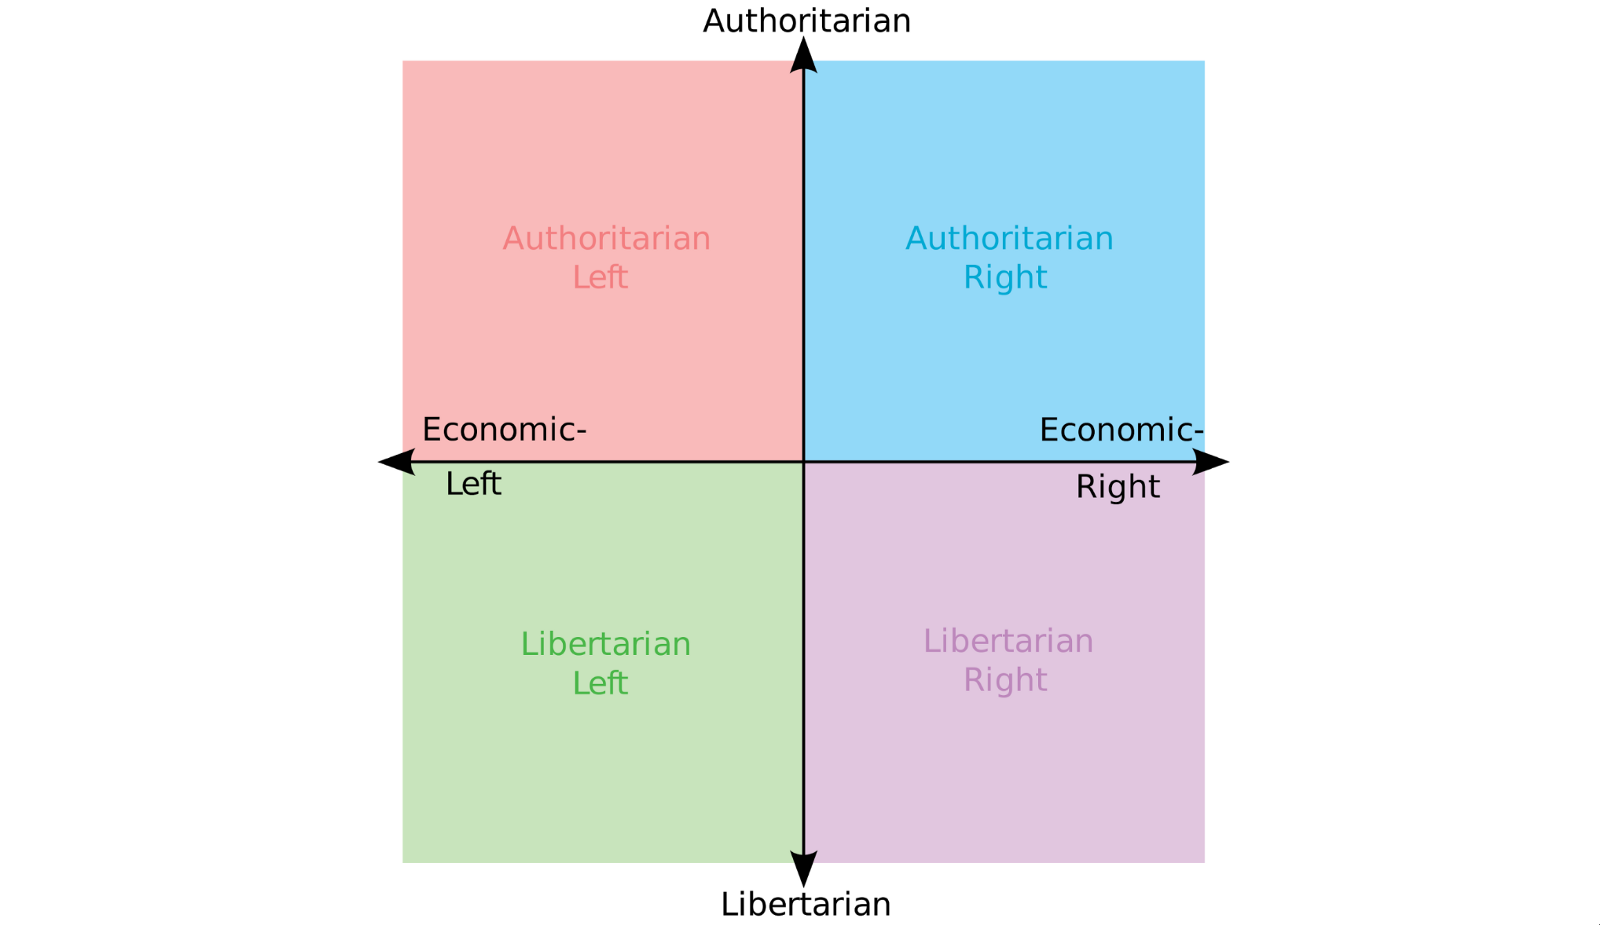 Authoritarian
Authoritarian
Left
Authoritarian
Right
Economic-
Left
Economic-
Right
Libertarian
Left
Libertarian
Right
Libertarian